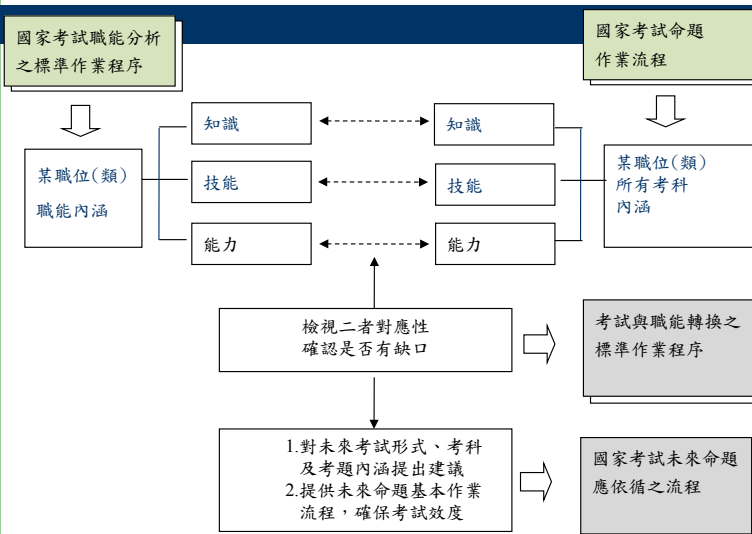 國家考試職能分析
之標準作業程序
國家考試命題
作業流程
某職位(類)
職能內涵
知識
技能
能力
知識
技能
能力
某職位(類)
所有考科
內涵
檢視二者對應性
確認是否有缺口
考試與職能轉換之
標準作業程序
1.對未來考試形式、考科
及考題內涵提出建議
2.提供未來命題基本作業
流程，確保考試效度
國家考試未來命題
應依循之流程